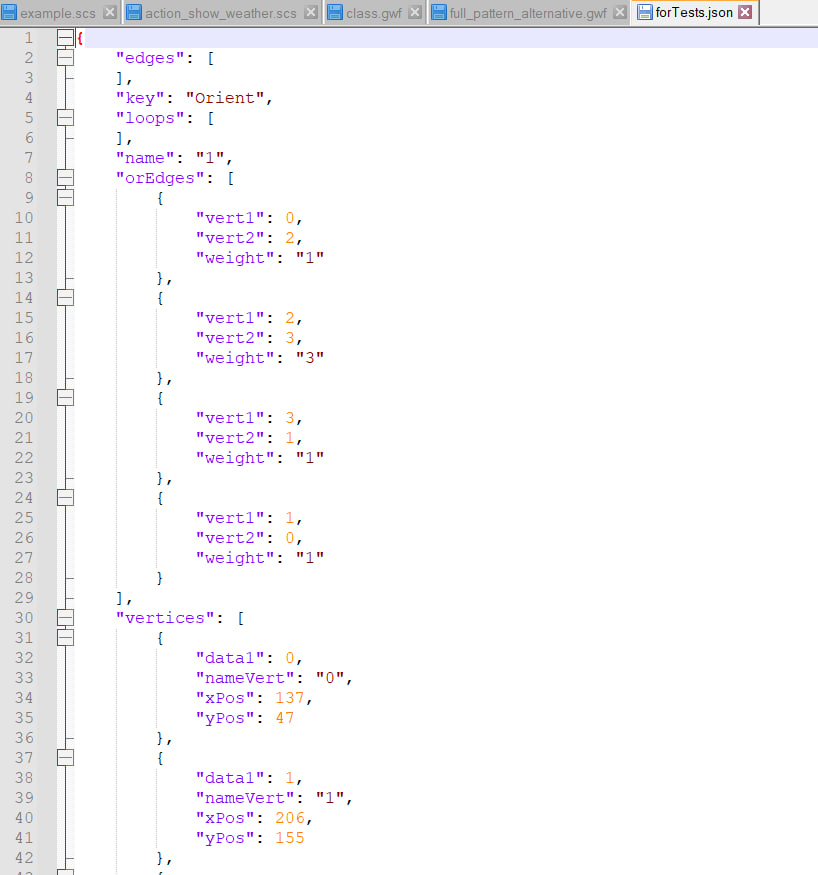 example.scs action_show_weather.scs class.gwf full_pattern_alternative.gwf forTests.json
1 {
2 "edges": [
3 ],
4 "key": "Orient",
5 "loops": [
6 ],
7 "name": "1",
8 "orEdges": [
9 {
10 "vert1": 0,
11 "vert2": 2,
12 "weight": "1"
13 },
14 {
15 "vert1": 2,
16 "vert2": 3,
17 "weight": "3"
18 },
19 {
20 "vert1": 3,
21 "vert2": 1,
22 "weight": "1"
23 },
24 {
25 "vert1": 1,
26 "vert2": 0,
27 "weight": "1"
28 }
29 ],
30 "vertices": [
31 {
32 "data1": 0,
33 "nameVert": "0",
34 "xPos": 137,
35 "yPos": 47
36 },
37 {
38 "data1": 1,
39 "nameVert": "1",
40 "xPos": 206,
41 "yPos": 155
42 },